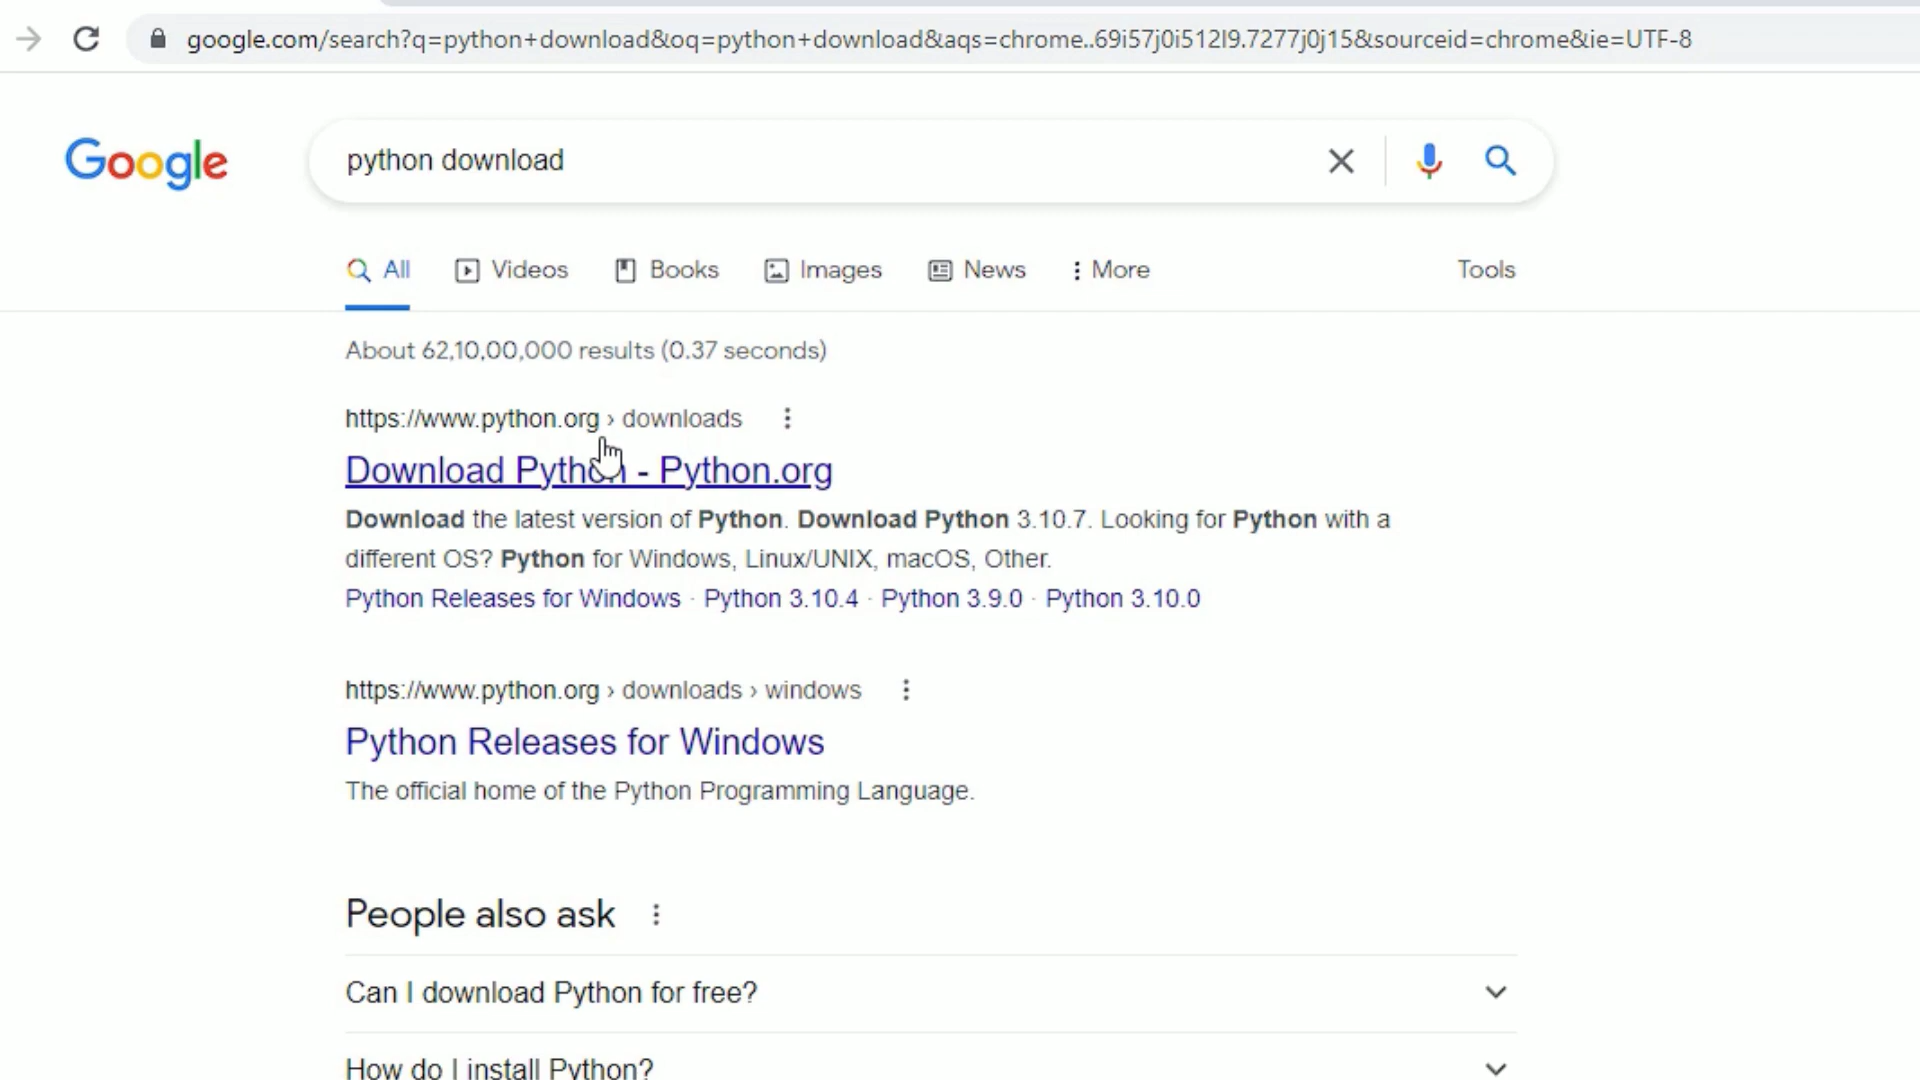 google.com/search?q=python+download&oq=python+download&aqs=chrome..69i57j0i512l9.7277j0j15&sourceid=chrome&ie=UTF-8
Google
python download
All Videos Books Images News More Tools
About 62,10,00,000 results (0.37 seconds)
https://www.python.org › downloads
Download Python - Python.org
Download the latest version of Python. Download Python 3.10.7. Looking for Python with a
different OS? Python for Windows, Linux/UNIX, macOS, Other.
Python Releases for Windows · Python 3.10.4 · Python 3.9.0 · Python 3.10.0
https://www.python.org › downloads › windows
Python Releases for Windows
The official home of the Python Programming Language.
People also ask
Can I download Python for free?
How do I install Python?